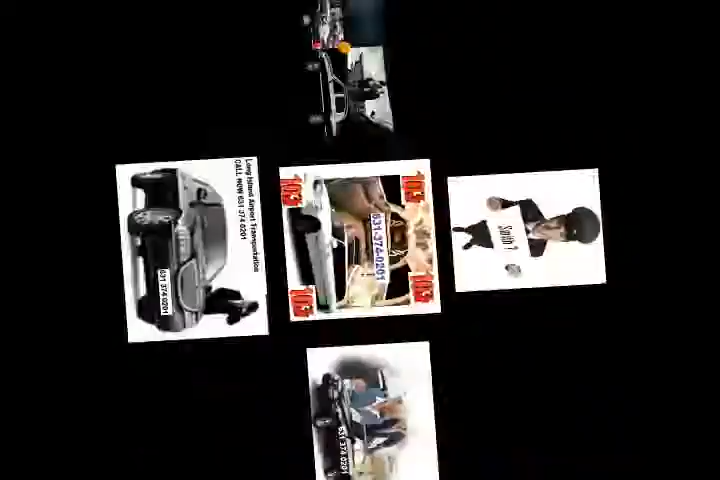 Long Island Airport Transportation
CALL NOW 631 374 0201
631 374 0201
103
103
631-374-0201
103
103
Smith ?
631 374 0201